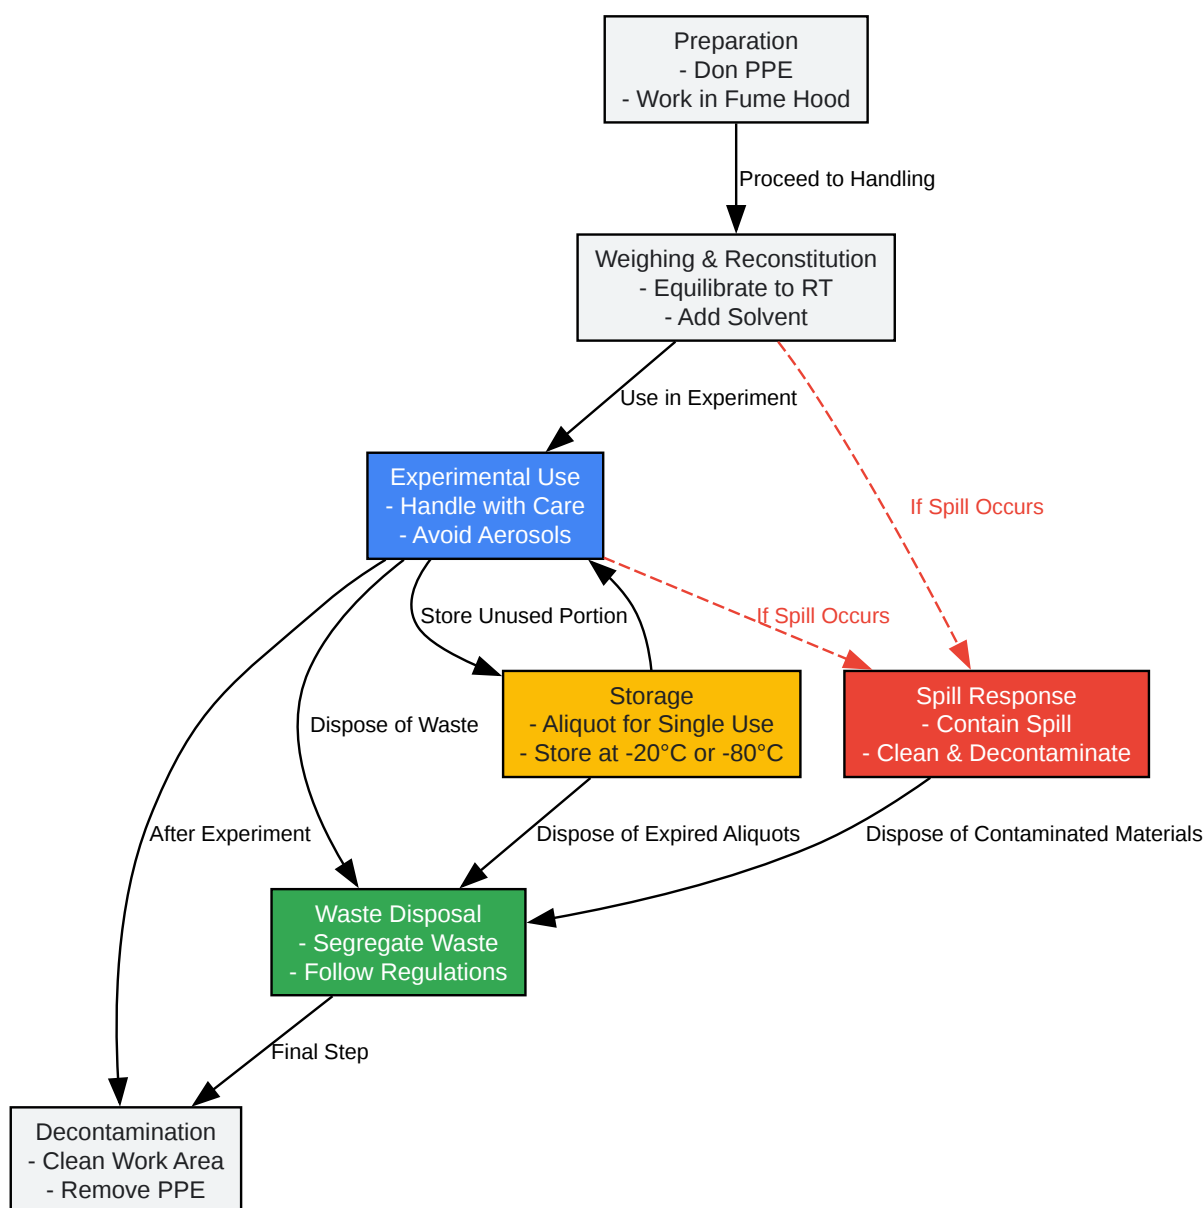 Preparation
- Don PPE
- Work in Fume Hood
Proceed to Handling
Weighing & Reconstitution
- Equilibrate to RT
- Add Solvent
Use in Experiment
Experimental Use
- Handle with Care
- Avoid Aerosols
If Spill Occurs
Store Unused Portion
If Spill Occurs
Storage
- Aliquot for Single Use
- Store at -20°C or -80°C
Spill Response
- Contain Spill
- Clean & Decontaminate
Dispose of Waste
After Experiment
Dispose of Expired Aliquots
Dispose of Contaminated Materials
Waste Disposal
- Segregate Waste
- Follow Regulations
Final Step
Decontamination
- Clean Work Area
- Remove PPE